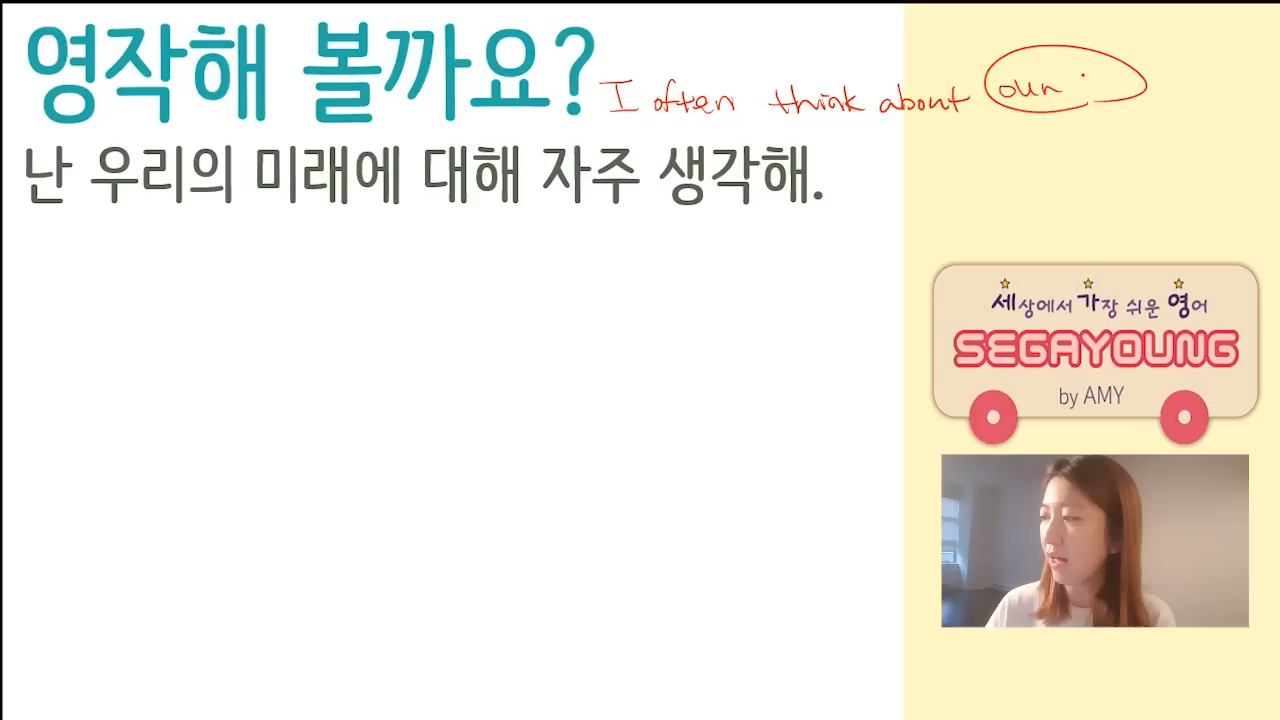 영작해 볼까요?
I often think about our
난 우리의 미래에 대해 자주 생각해.
세상에서 가장 쉬운 영어
SEGAYOUNG
by AMY